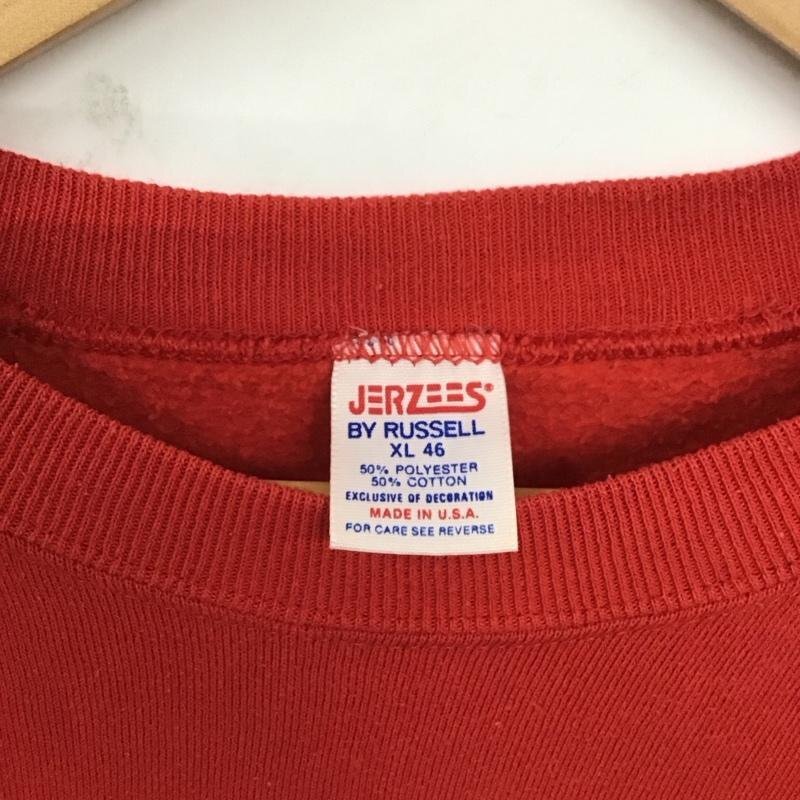 JERZEES®
BY RUSSELL
XL 46
50% POLYESTER
50% COTTON
EXCLUSIVE OF DECORATION
MADE IN U.S.A.
FOR CARE SEE REVERSE